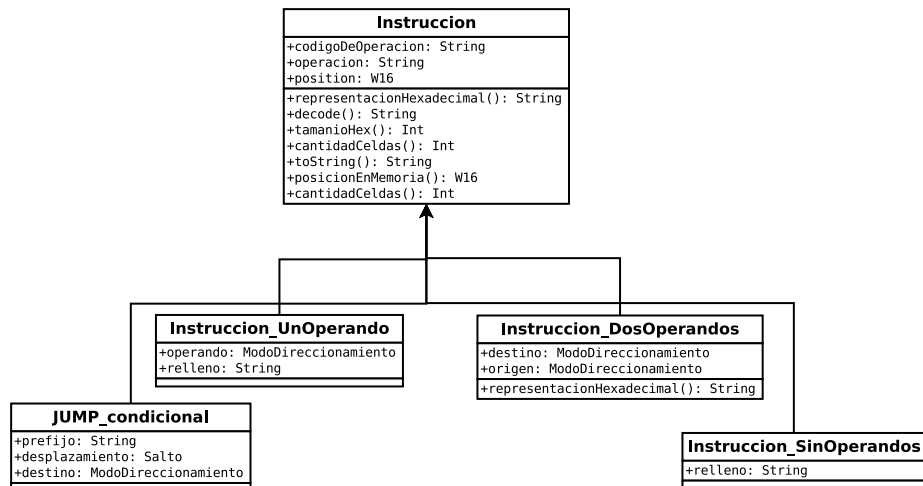 Instruccion
+codigoDeOperacion: String
+operacion: String
+position: W16
+representacionHexadecimal(): String
+decode(): String
+tamanioHex(): Int
+cantidadCeldas(): Int
+toString(): String
+posicionEnMemoria(): W16
+cantidadCeldas(): Int
Instruccion_UnOperando
+operando: ModoDireccionamiento
+relleno: String
Instruccion_DosOperandos
+destino: ModoDireccionamiento
+origen: ModoDireccionamiento
+representacionHexadecimal(): String
JUMP_condicional
+prefijo: String
+desplazamiento: Salto
+destino: ModoDireccionamiento
Instruccion_SinOperandos
+relleno: String